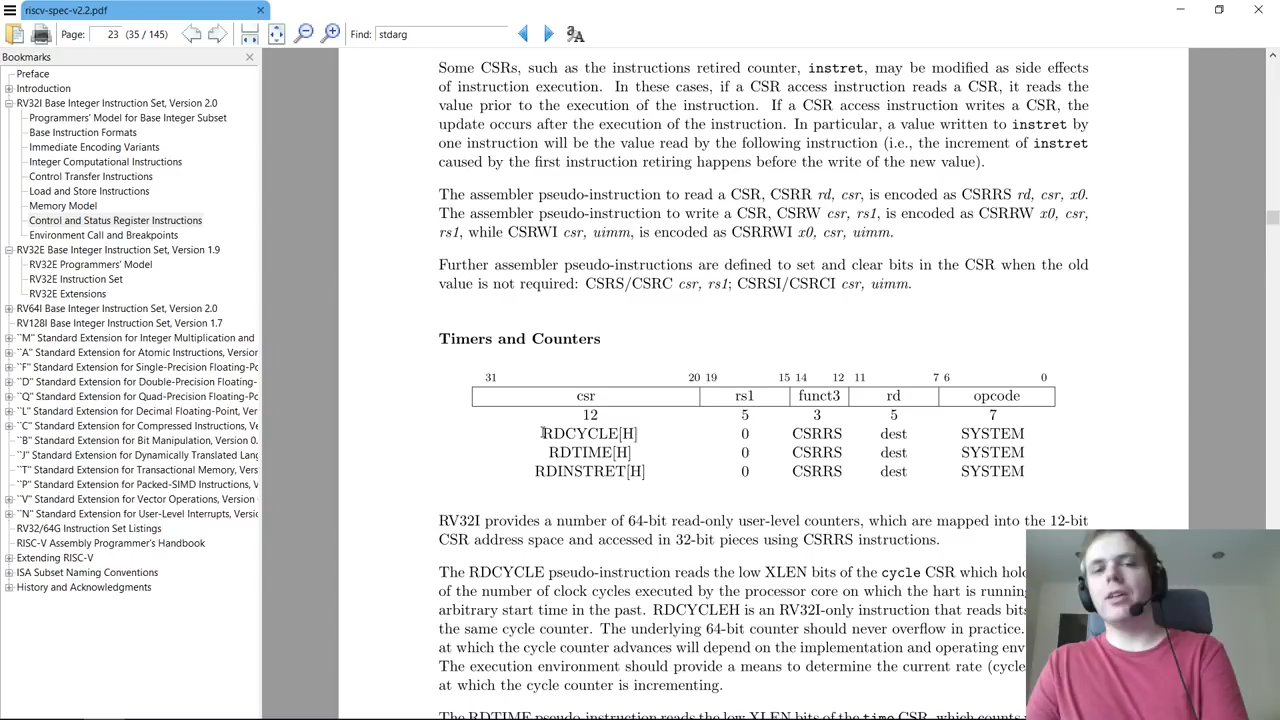 riscv-spec-v2.2.pdf
Page: 23 (35 / 145) Find: stdarg
Bookmarks
Preface
Introduction
RV32I Base Integer Instruction Set, Version 2.0
Programmers' Model for Base Integer Subset
Base Instruction Formats
Immediate Encoding Variants
Integer Computational Instructions
Control Transfer Instructions
Load and Store Instructions
Memory Model
Control and Status Register Instructions
Environment Call and Breakpoints
RV32E Base Integer Instruction Set, Version 1.9
RV32E Programmers' Model
RV32E Instruction Set
RV32E Extensions
RV64I Base Integer Instruction Set, Version 2.0
RV128I Base Integer Instruction Set, Version 1.7
``M'' Standard Extension for Integer Multiplication and
``A'' Standard Extension for Atomic Instructions, Version
``F'' Standard Extension for Single-Precision Floating-Po
``D'' Standard Extension for Double-Precision Floating-
``Q'' Standard Extension for Quad-Precision Floating-Po
``L'' Standard Extension for Decimal Floating-Point, Ver
``C'' Standard Extension for Compressed Instructions, Ve
``B'' Standard Extension for Bit Manipulation, Version 0.
``J'' Standard Extension for Dynamically Translated Lang
``T'' Standard Extension for Transactional Memory, Vers
``P'' Standard Extension for Packed-SIMD Instructions, V
``V'' Standard Extension for Vector Operations, Version
``N'' Standard Extension for User-Level Interrupts, Versio
RV32/64G Instruction Set Listings
RISC-V Assembly Programmer's Handbook
Extending RISC-V
ISA Subset Naming Conventions
History and Acknowledgments
Some CSRs, such as the instructions retired counter, instret, may be modified as side effects
of instruction execution. In these cases, if a CSR access instruction reads a CSR, it reads the
value prior to the execution of the instruction. If a CSR access instruction writes a CSR, the
update occurs after the execution of the instruction. In particular, a value written to instret by
one instruction will be the value read by the following instruction (i.e., the increment of instret
caused by the first instruction retiring happens before the write of the new value).
The assembler pseudo-instruction to read a CSR, CSRR rd, csr, is encoded as CSRRS rd, csr, x0.
The assembler pseudo-instruction to write a CSR, CSRW csr, rs1, is encoded as CSRRW x0, csr,
rs1, while CSRWI csr, uimm, is encoded as CSRRWI x0, csr, uimm.
Further assembler pseudo-instructions are defined to set and clear bits in the CSR when the old
value is not required: CSRS/CSRC csr, rs1; CSRSI/CSRCI csr, uimm.
Timers and Counters
31 20 19 15 14 12 11 7 6 0
csr rs1 funct3 rd opcode
12 5 3 5 7
RDCYCLE[H] 0 CSRRS dest SYSTEM
RDTIME[H] 0 CSRRS dest SYSTEM
RDINSTRET[H] 0 CSRRS dest SYSTEM
RV32I provides a number of 64-bit read-only user-level counters, which are mapped into the 12-bit
CSR address space and accessed in 32-bit pieces using CSRRS instructions.
The RDCYCLE pseudo-instruction reads the low XLEN bits of the cycle CSR which hol
of the number of clock cycles executed by the processor core on which the hart is runnin
arbitrary start time in the past. RDCYCLEH is an RV32I-only instruction that reads bits
the same cycle counter. The underlying 64-bit counter should never overflow in practice.
at which the cycle counter advances will depend on the implementation and operating env
The execution environment should provide a means to determine the current rate (cycle
at which the cycle counter is incrementing.
The RDTIME pseudo-instruction reads the low XLEN bits of the time CSR, which counts